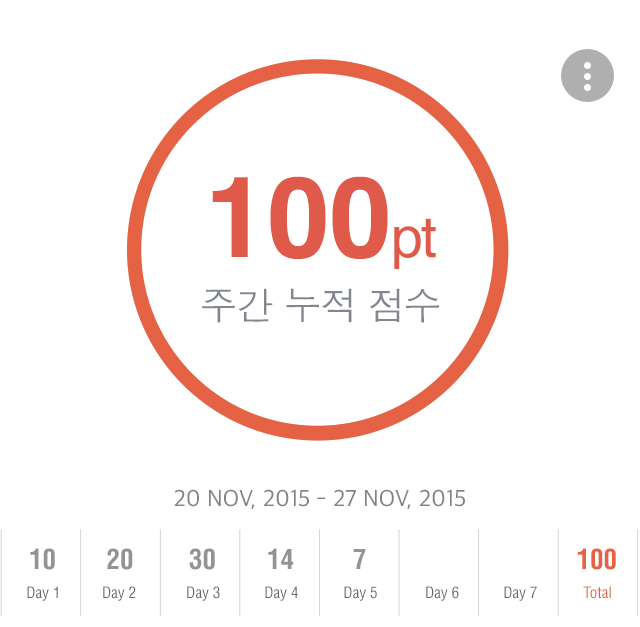 100pt
주간 누적 점수
20 NOV, 2015 - 27 NOV, 2015
10 20 30 14 7 100
Day 1 Day 2 Day 3 Day 4 Day 5 Day 6 Day 7 Total